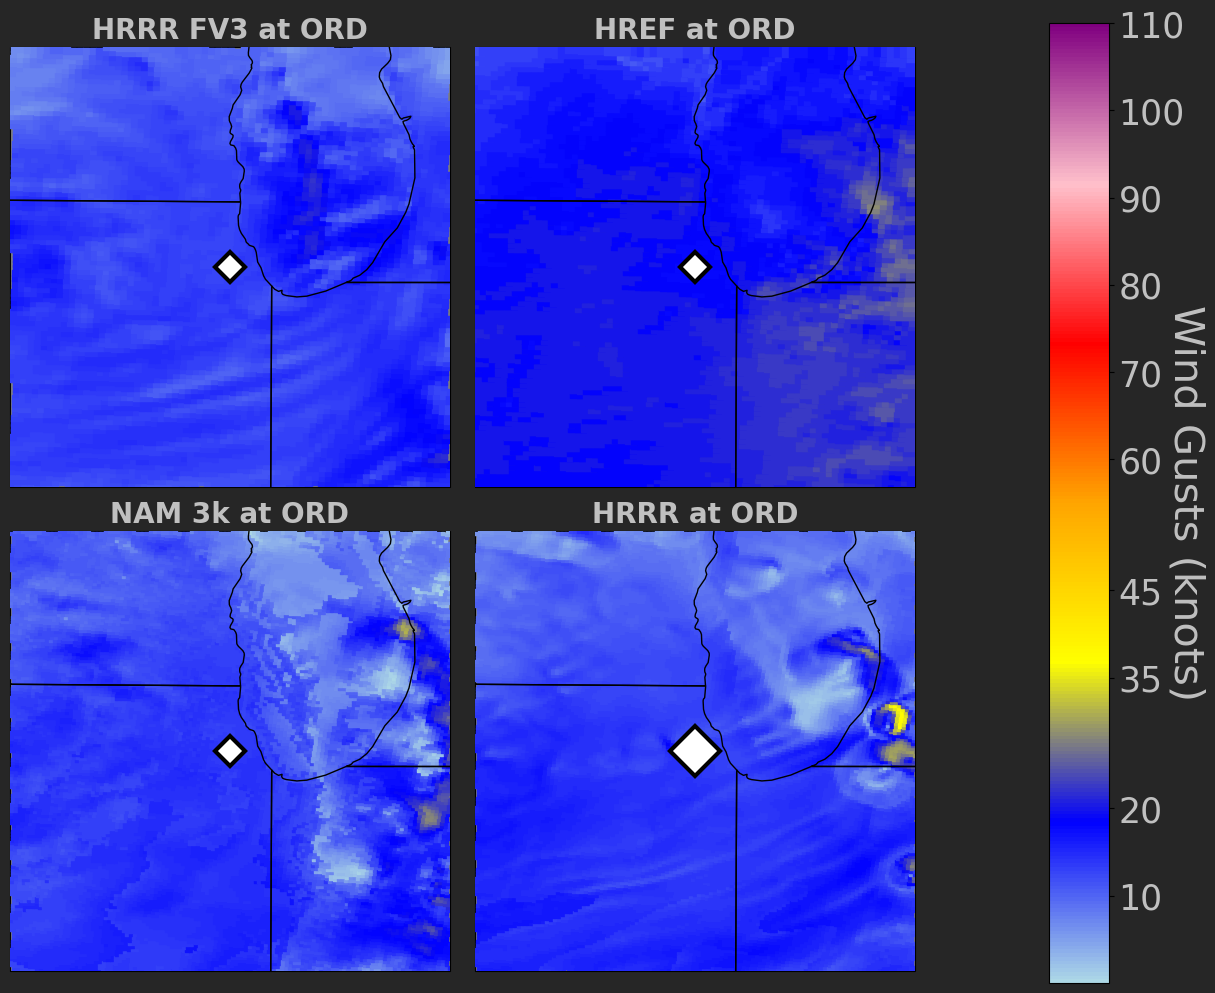 HRRR FV3 at ORD
HREF at ORD
NAM 3k at ORD
HRRR at ORD
110
100
90
80
70
60
45
35
20
10
Wind Gusts (knots)